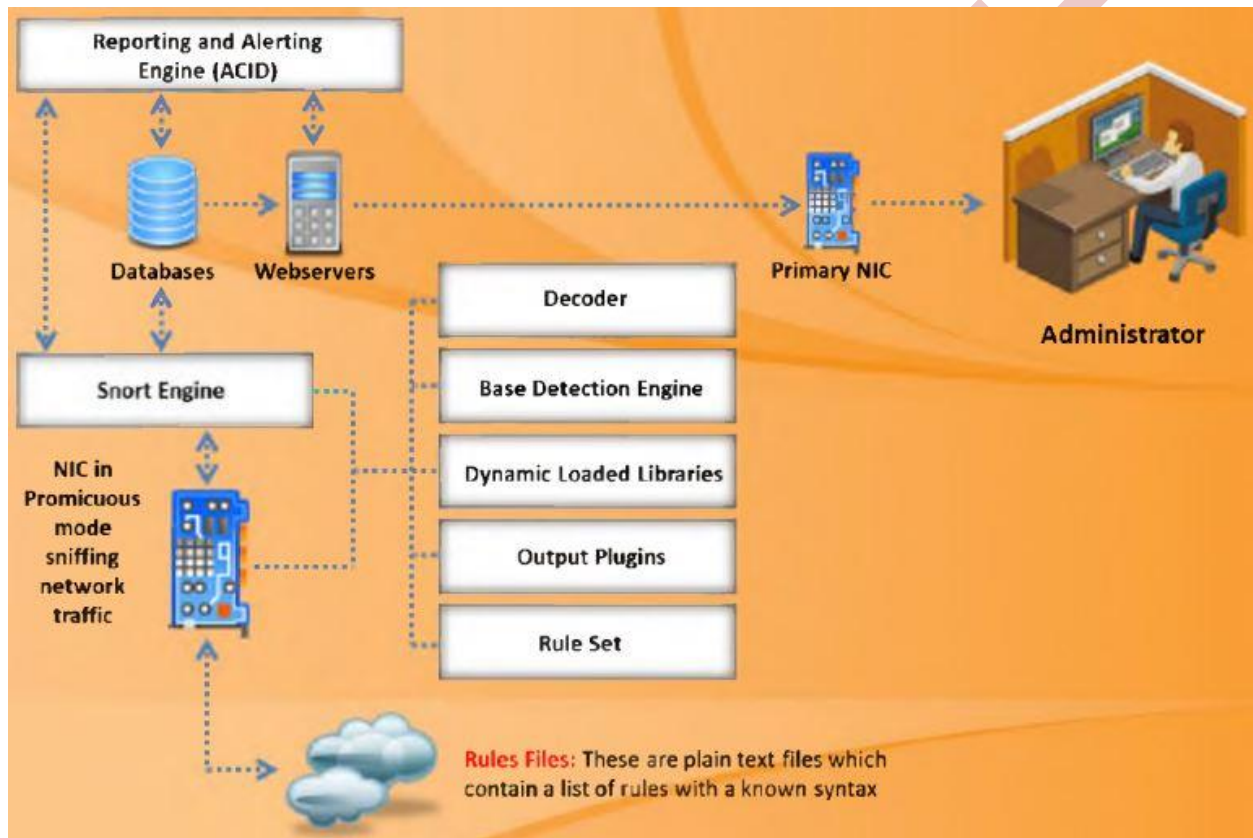 Reporting and Alerting
Engine (ACID)
Databases
Webservers
Primary NIC
Administrator
Snort Engine
NIC in
Promicuous
mode
sniffing
network
traffic
Decoder
Base Detection Engine
Dynamic Loaded Libraries
Output Plugins
Rule Set
Rules Files: These are plain text files which
contain a list of rules with a known syntax